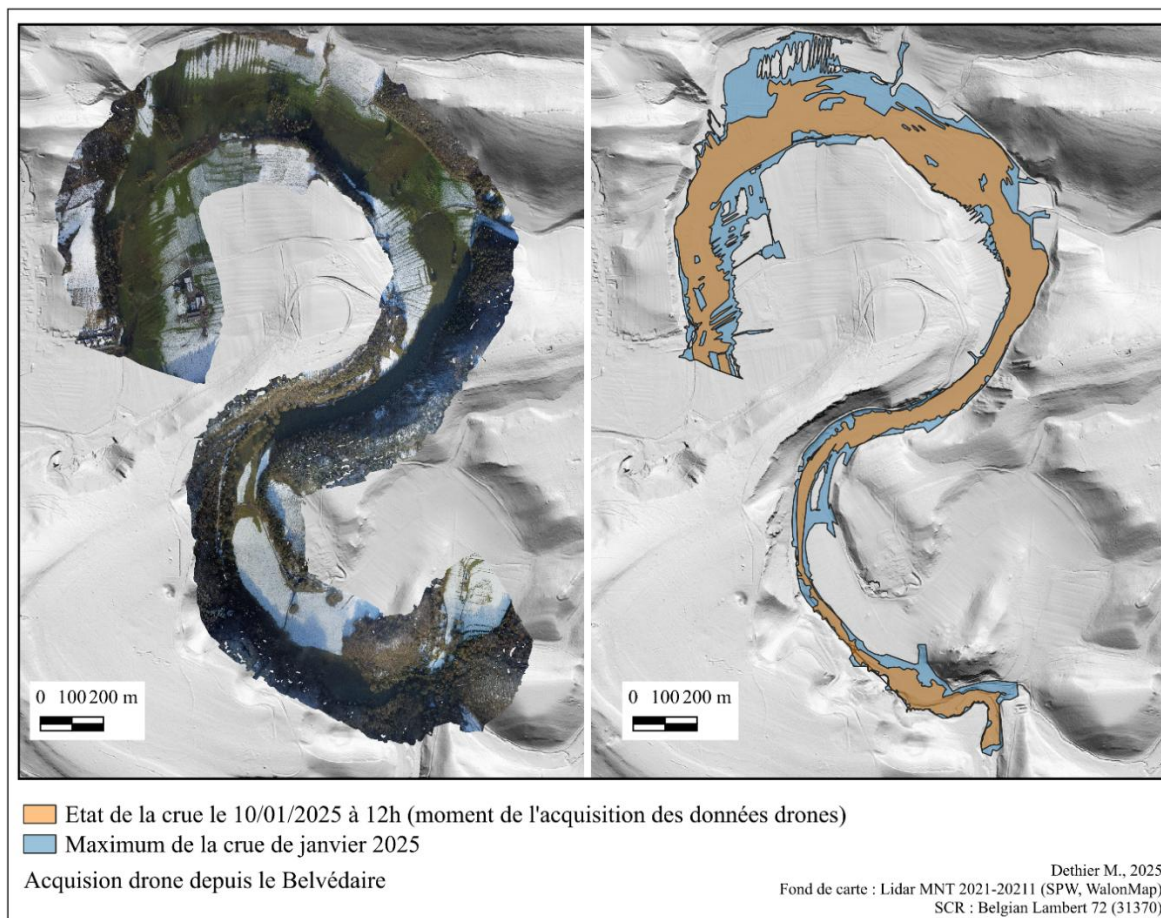 0 100 200 m
0 100 200 m
Etat de la crue le 10/01/2025 à 12h (moment de l'acquisition des données drones)
Maximum de la crue de janvier 2025
Acquision drone depuis le Belvédaire
Dethier M., 2025
Fond de carte : Lidar MNT 2021-20211 (SPW, WalonMap)
SCR : Belgian Lambert 72 (31370)